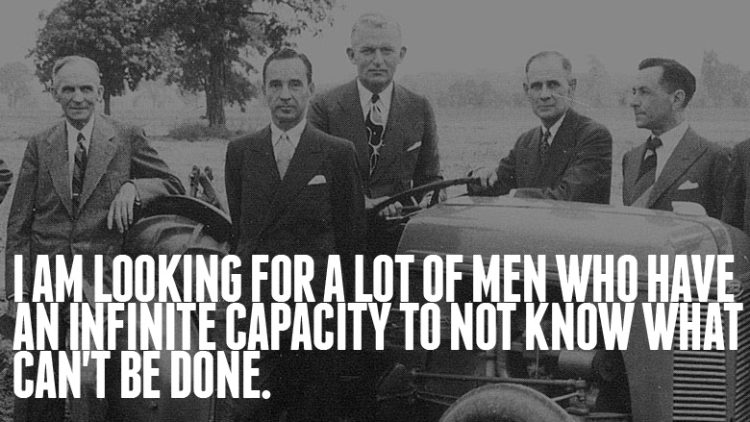 I AM LOOKING FOR A LOT OF MEN WHO HAVE
AN INFINITE CAPACITY TO NOT KNOW WHAT
CAN'T BE DONE.